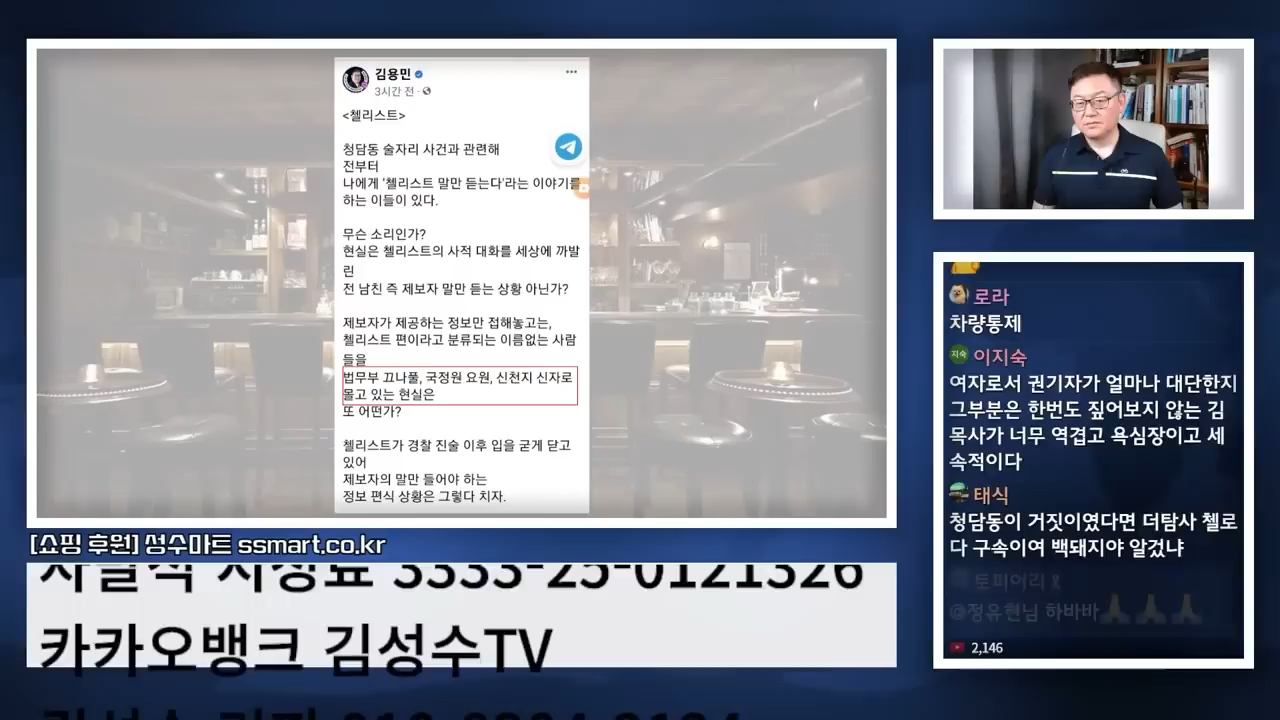 김용민
3시간 전 ·
<첼리스트>
청담동 술자리 사건과 관련해
전부터
나에게 '첼리스트 말만 듣는다'라는 이야기를
하는 이들이 있다.
무슨 소리인가?
현실은 첼리스트의 사적 대화를 세상에 까발
린
전 남친 즉 제보자 말만 듣는 상황 아닌가?
제보자가 제공하는 정보만 접해놓고는,
첼리스트 편이라고 분류되는 이름없는 사람
들을
법무부 끄나풀, 국정원 요원, 신천지 신자로
몰고 있는 현실은
또 어떤가?
첼리스트가 경찰 진술 이후 입을 굳게 닫고
있어
제보자의 말만 들어야 하는
정보 편식 상황은 그렇다 치자.
로라
차량통제
지숙 이지숙
여자로서 권기자가 얼마나 대단한지
그부분은 한번도 짚어보지 않는 김
목사가 너무 역겹고 욕심장이고 세
속적이다
태식
청담동이 거짓이였다면 더탐사 첼로
다 구속이여 백돼지야 알겠냐
토피어리
@정유현님 하바바
2,146
[쇼핑 후원] 성수마트 ssmart.co.kr
자발적 시청료 3333-25-0121326
카카오뱅크 김성수TV